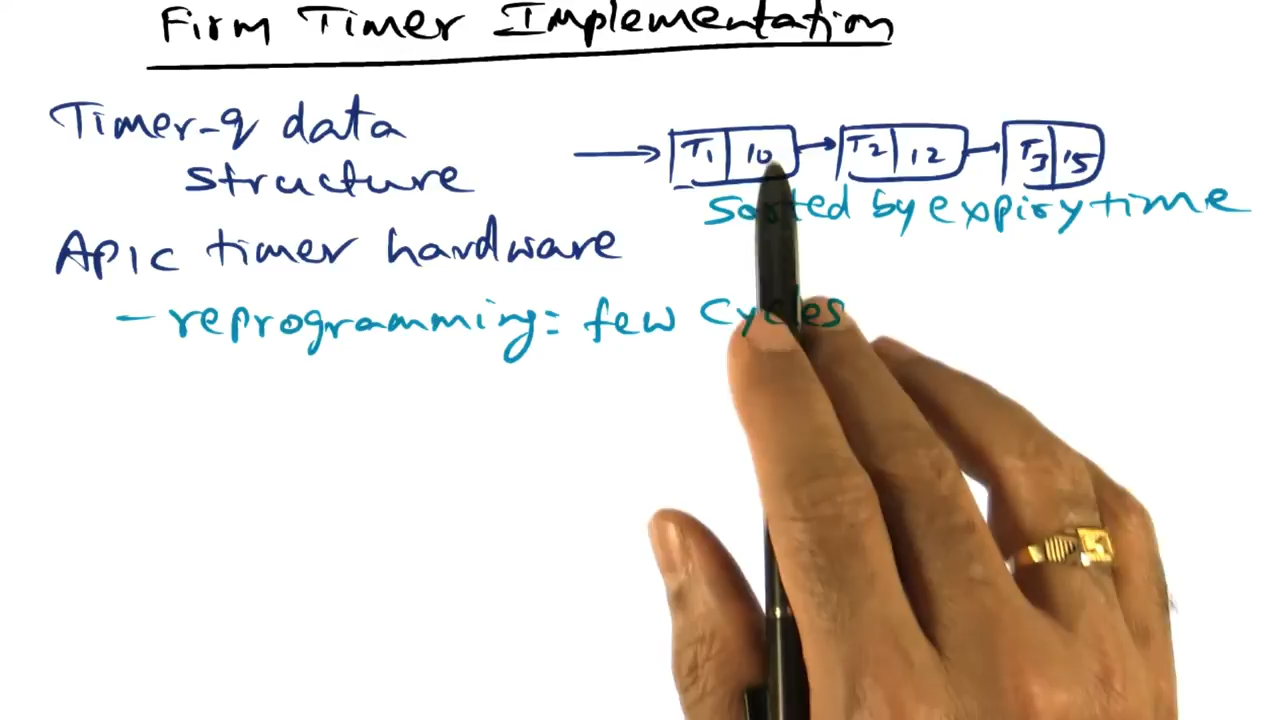 Firm Timer Implementation
Timer-q data
structure
T1 10 T2 12 T3 15
sorted by expiry time
APIC timer hardware
- reprogramming: few cycles